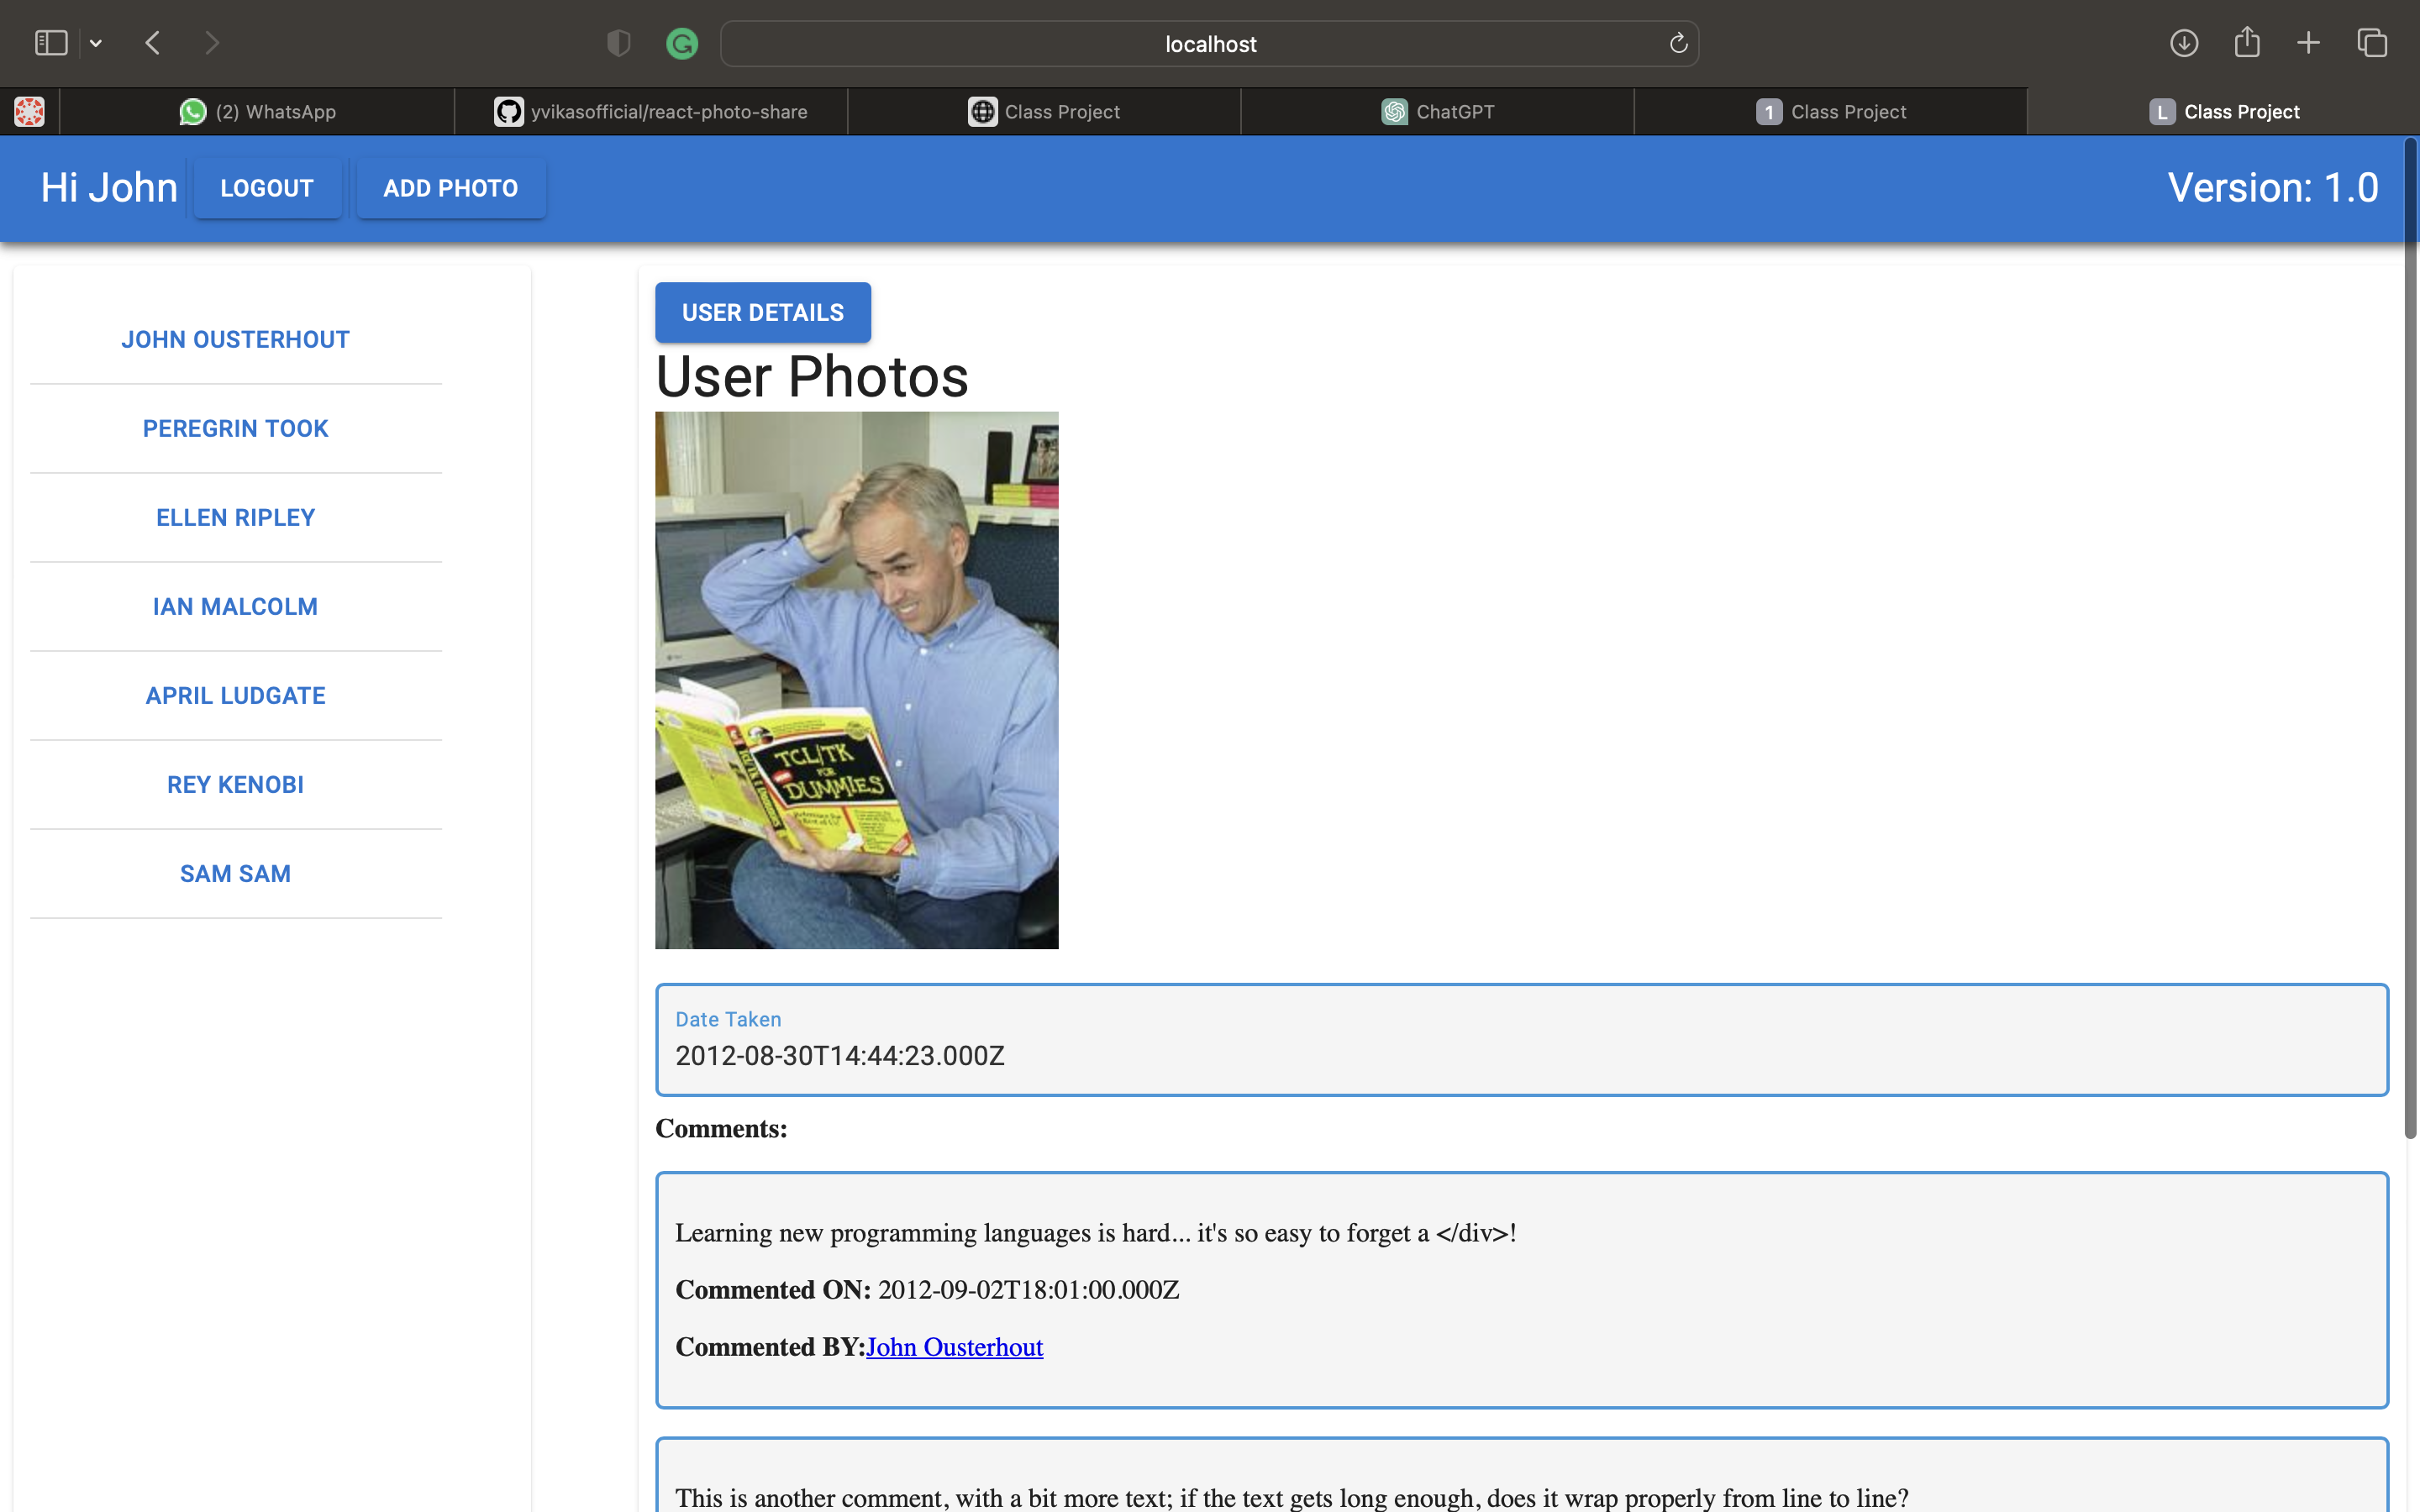 localhost
(2) WhatsApp
yvikasofficial/react-photo-share
Class Project
ChatGPT
1 Class Project
L Class Project
Hi John
LOGOUT
ADD PHOTO
Version: 1.0
JOHN OUSTERHOUT
PEREGRIN TOOK
ELLEN RIPLEY
IAN MALCOLM
APRIL LUDGATE
REY KENOBI
SAM SAM
USER DETAILS
User Photos
TCL/TK
FOR
DUMMIES
Date Taken
2012-08-30T14:44:23.000Z
Comments:
Learning new programming languages is hard... it's so easy to forget a </div>!
Commented ON: 2012-09-02T18:01:00.000Z
Commented BY:John Ousterhout
This is another comment, with a bit more text; if the text gets long enough, does it wrap properly from line to line?